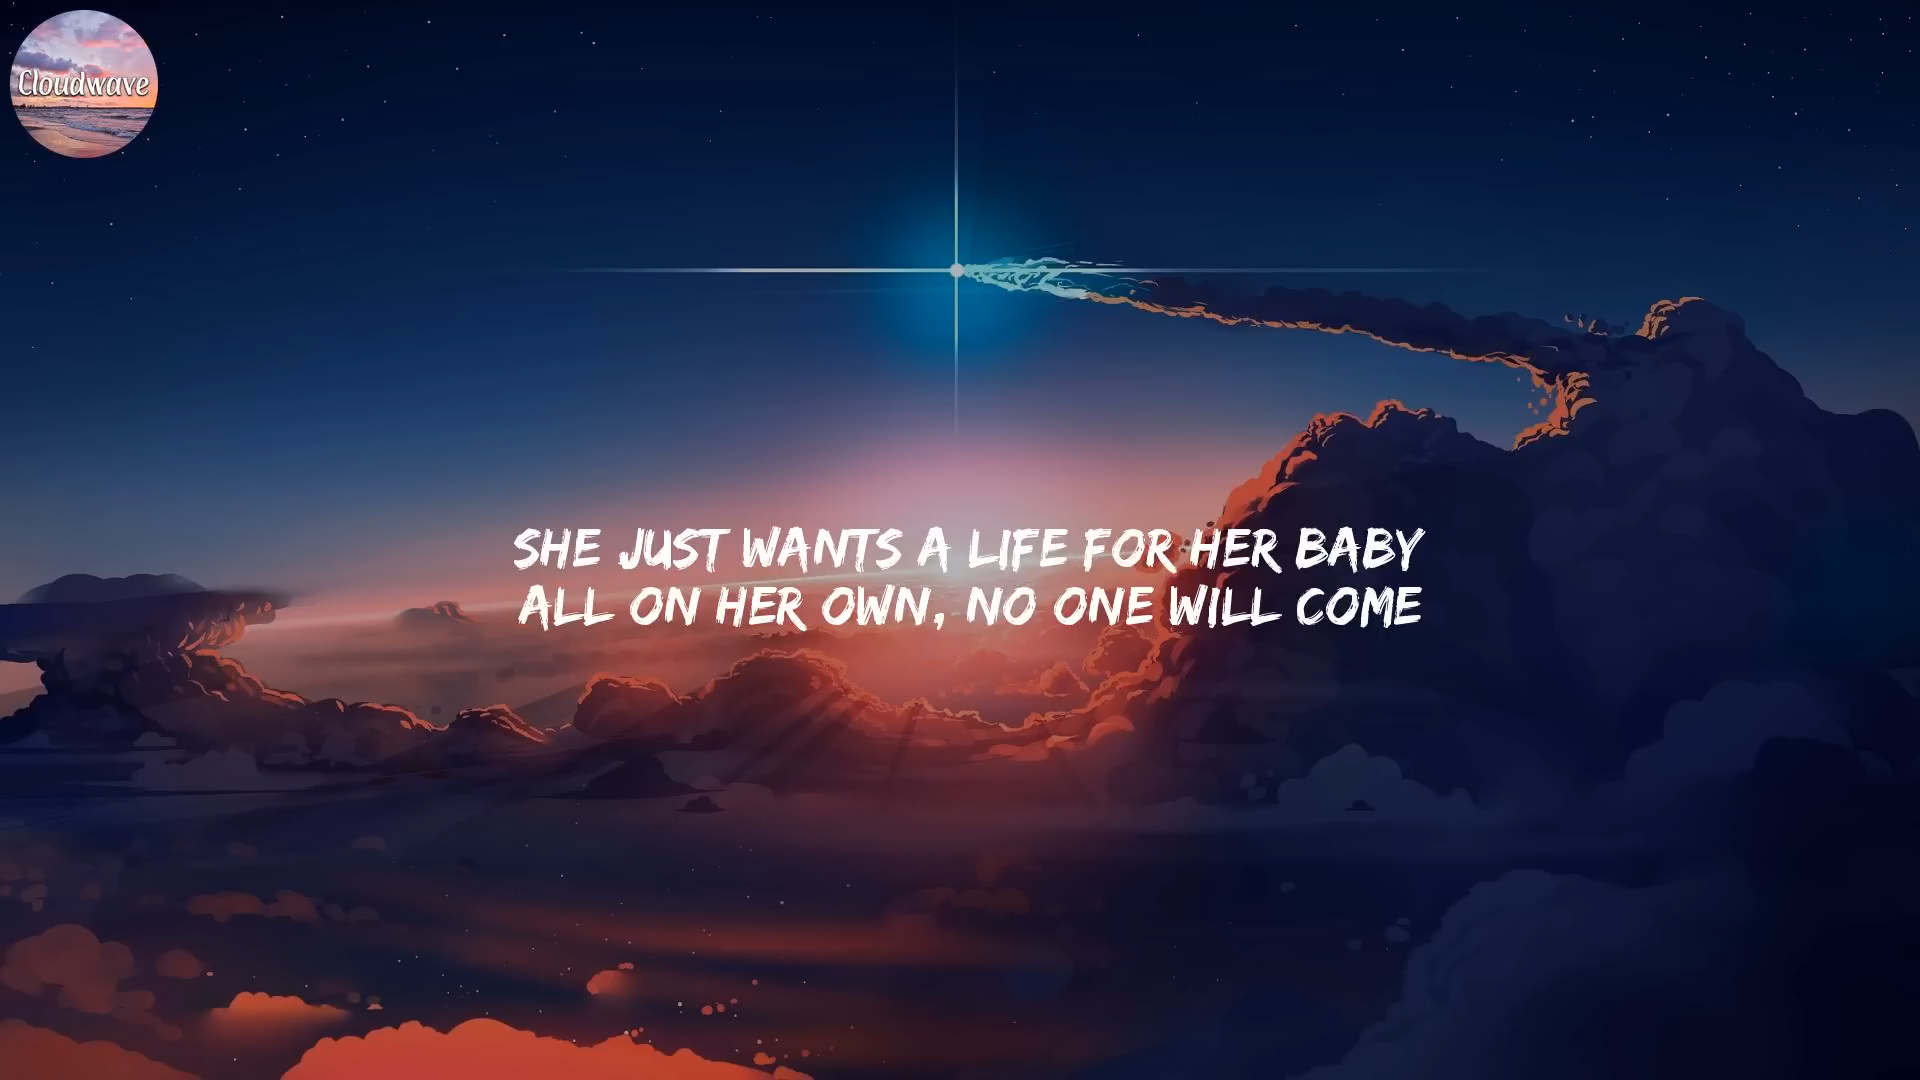 Cloudwave
SHE JUST WANTS A LIFE FOR HER BABY
ALL ON HER OWN, NO ONE WILL COME